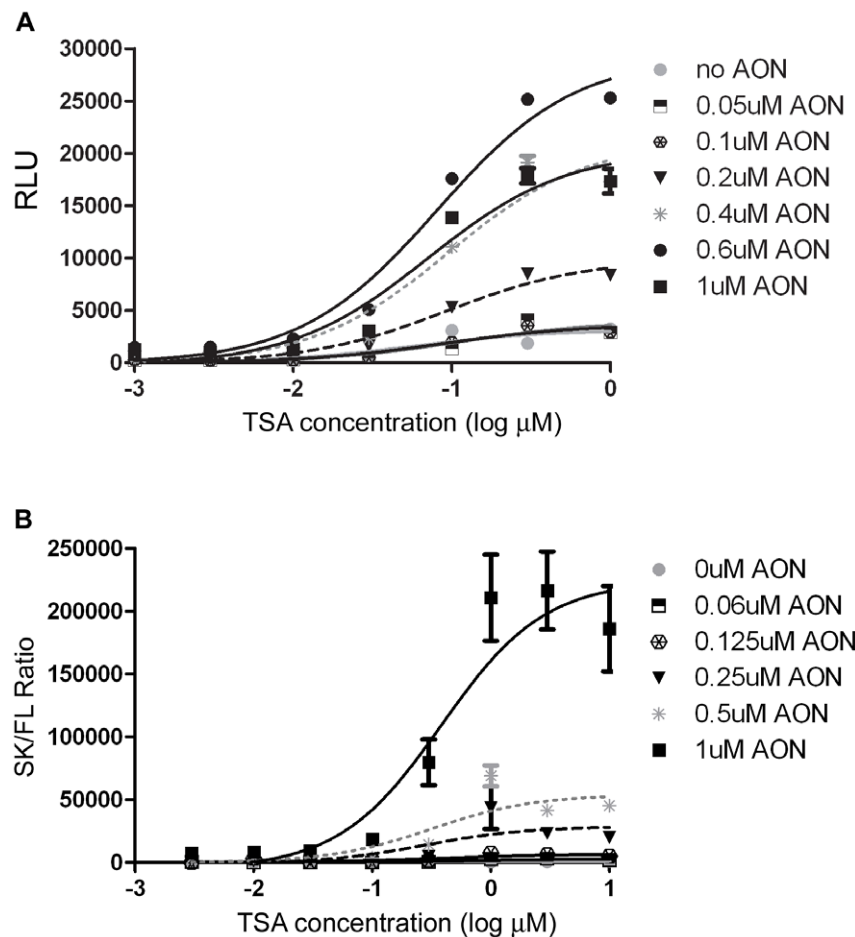 A
30000
25000
20000
15000
10000
5000
0
RLU
-3
-2
-1
0
TSA concentration (log μM)
no AON
0.05uM AON
0.1uM AON
0.2uM AON
0.4uM AON
0.6uM AON
1uM AON
B
250000
200000
150000
100000
50000
0
SK/FL Ratio
-3
-2
-1
0
1
TSA concentration (log μM)
0uM AON
0.06uM AON
0.125uM AON
0.25uM AON
0.5uM AON
1uM AON